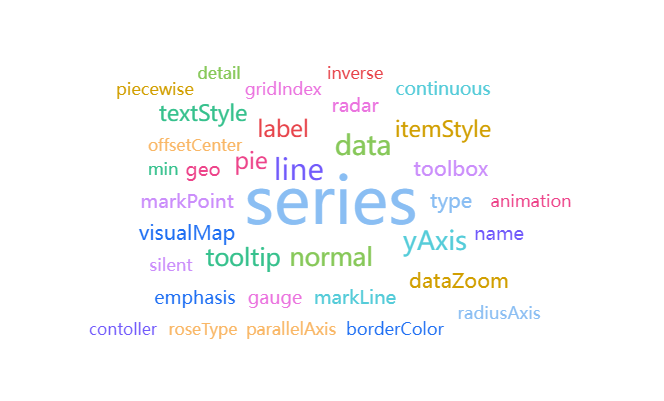 detail inverse
piecewise gridIndex continuous
textStyle radar
label itemStyle
offsetCenter data
min geo pie line toolbox
markPoint series type animation
visualMap yAxis name
silent tooltip normal
dataZoom
emphasis gauge markLine
radiusAxis
contoller roseType parallelAxis borderColor